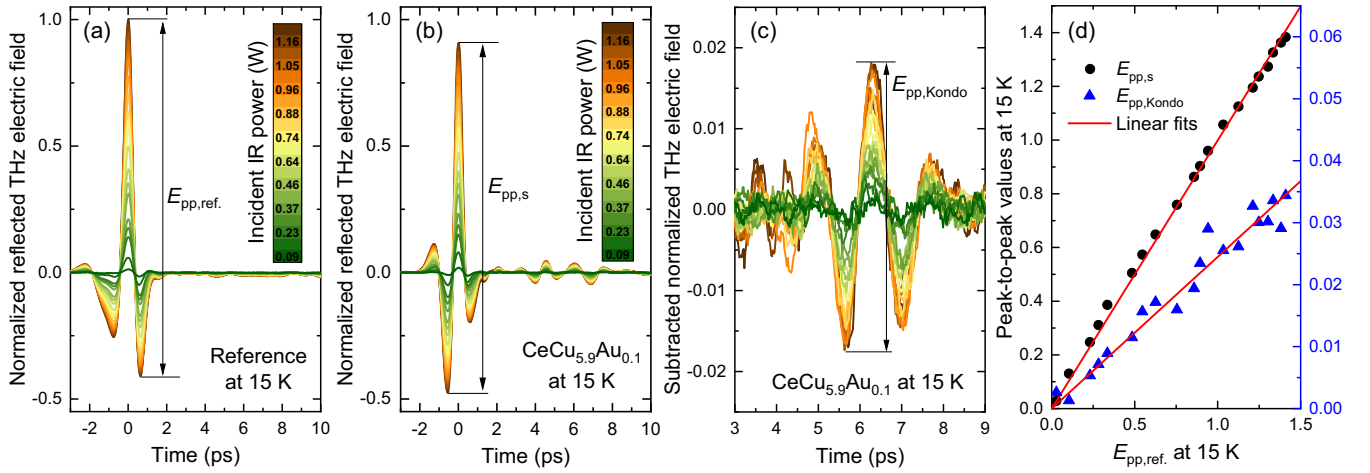 (a)
Normalized reflected THz electric field
1.0
0.5
0.0
-0.5
Incident IR power (W)
1.16
1.05
0.96
0.88
0.74
0.66
0.46
0.37
0.23
0.09
E_pp,ref.
Reference
at 15 K
-2 0 2 4 6 8 10
Time (ps)
(b)
Normalized reflected THz electric field
1.0
0.5
0.0
-0.5
Incident IR power (W)
1.16
1.05
0.96
0.88
0.74
0.66
0.46
0.37
0.23
0.09
E_pp,s
CeCu5.9Au0.1
at 15 K
-2 0 2 4 6 8 10
Time (ps)
(c)
Subtracted normalized THz electric field
0.02
0.01
0.00
-0.01
-0.02
E_pp,Kondo
CeCu5.9Au0.1 at 15 K
3 4 5 6 7 8 9
Time (ps)
(d)
Peak-to-peak values at 15 K
1.4
1.2
1.0
0.8
0.6
0.4
0.2
0.0
E_pp,s
E_pp,Kondo
Linear fits
0.06
0.05
0.04
0.03
0.02
0.01
0.00
0.0 0.5 1.0 1.5
E_pp,ref. at 15 K